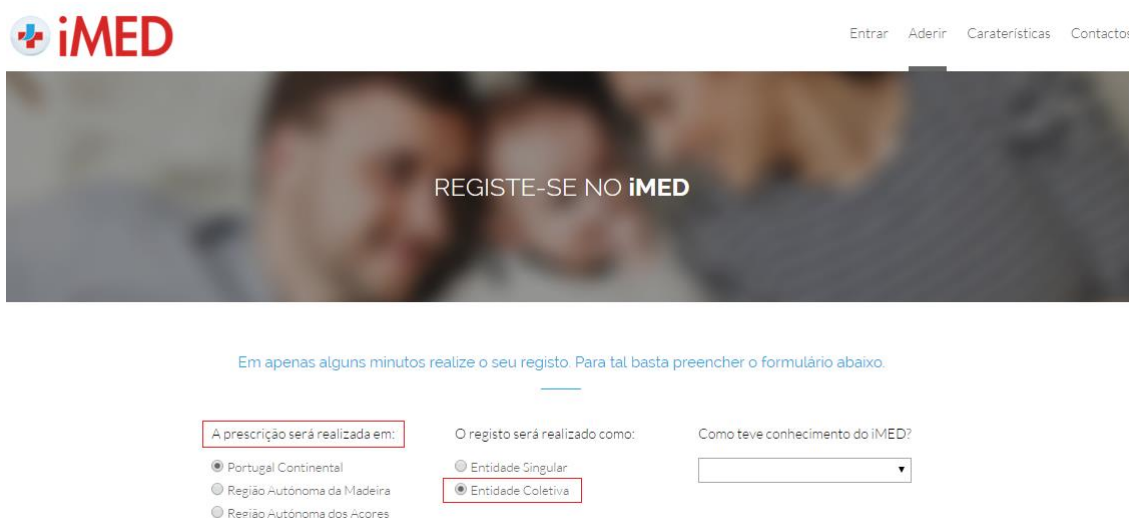 iMED
Entrar Aderir Caraterísticas Contactos
REGISTE-SE NO iMED
Em apenas alguns minutos realize o seu registo. Para tal basta preencher o formulário abaixo.
A prescrição será realizada em:
Portugal Continental
Região Autónoma da Madeira
Região Autónoma dos Açores
O registo será realizado como:
Entidade Singular
Entidade Coletiva
Como teve conhecimento do iMED?